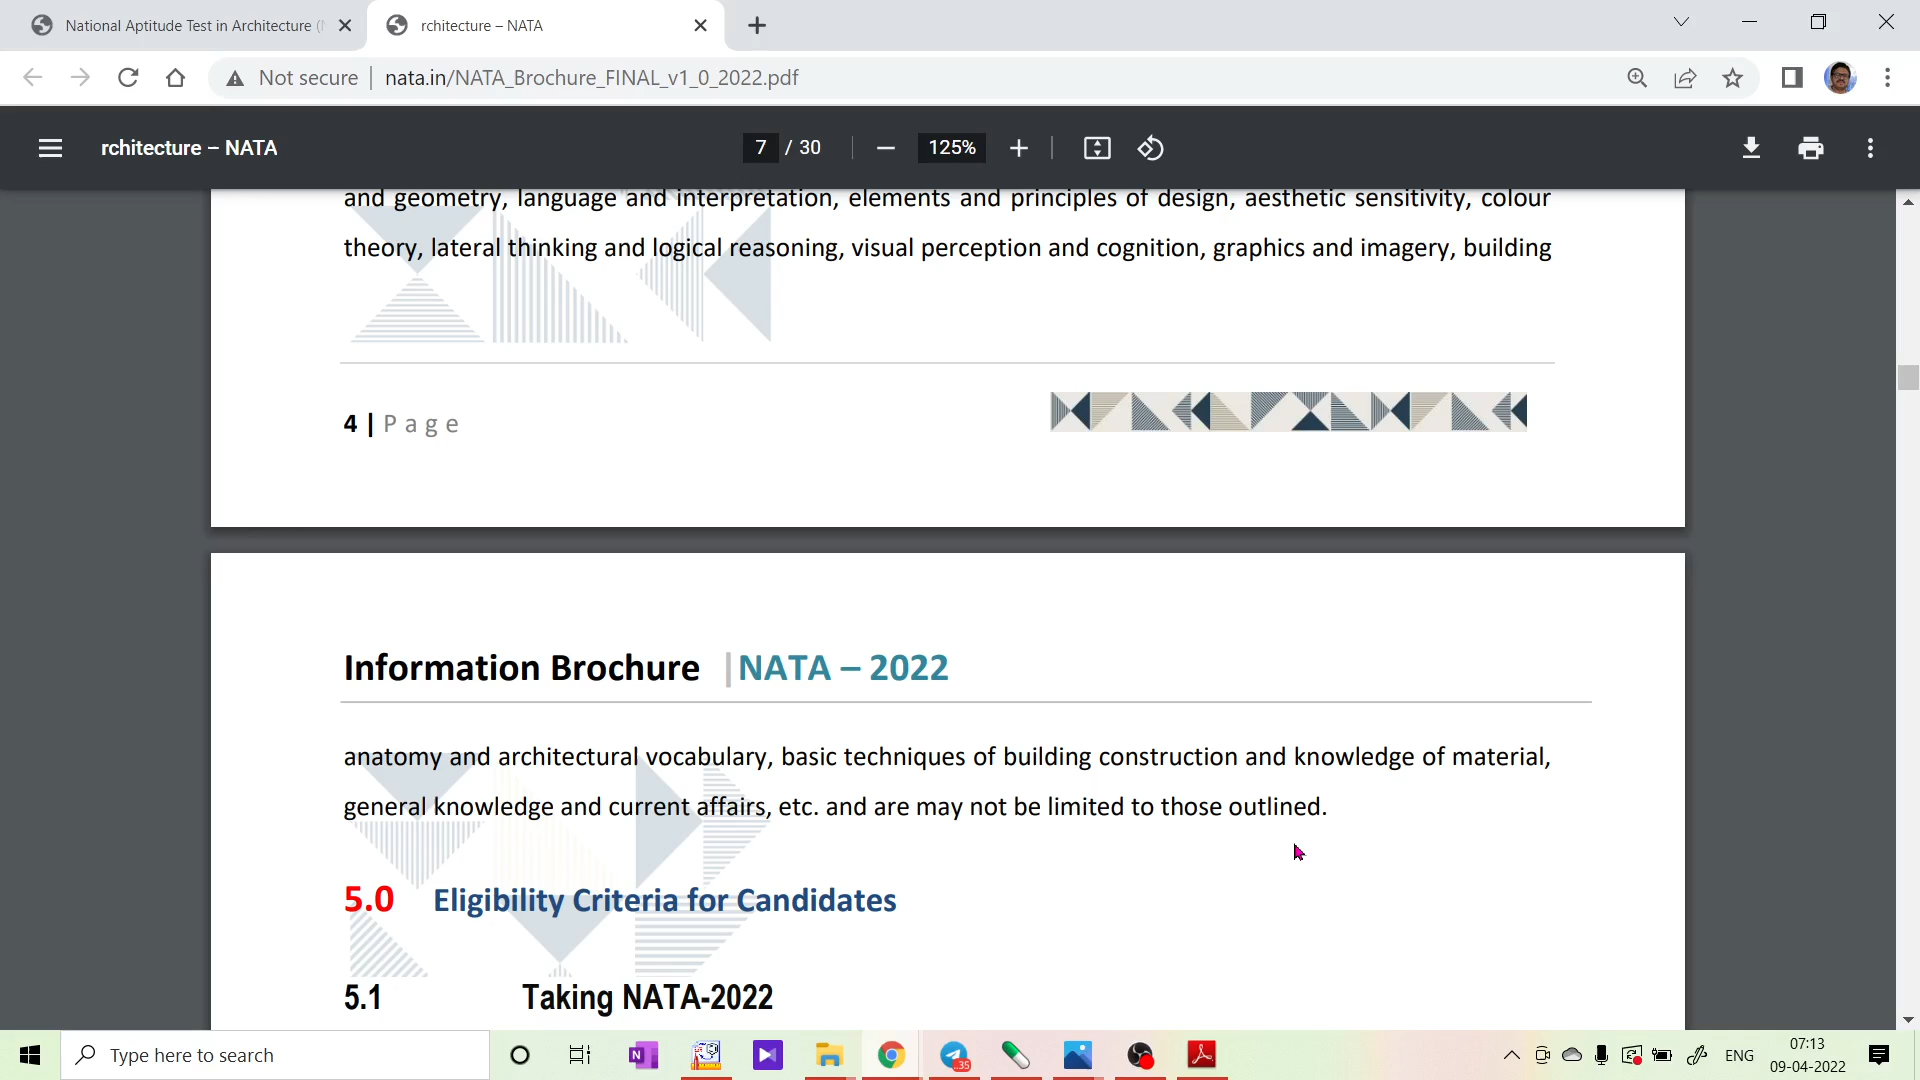 National Aptitude Test in Architecture (
rchitecture – NATA
Not secure
nata.in/NATA_Brochure_FINAL_v1_0_2022.pdf
rchitecture – NATA
7 / 30
125%
and geometry, language and interpretation, elements and principles of design, aesthetic sensitivity, colour
theory, lateral thinking and logical reasoning, visual perception and cognition, graphics and imagery, building
4 | Page
Information Brochure |NATA – 2022
anatomy and architectural vocabulary, basic techniques of building construction and knowledge of material,
general knowledge and current affairs, etc. and are may not be limited to those outlined.
5.0 Eligibility Criteria for Candidates
5.1 Taking NATA-2022
Type here to search
N
..35
ENG
07:13
09-04-2022